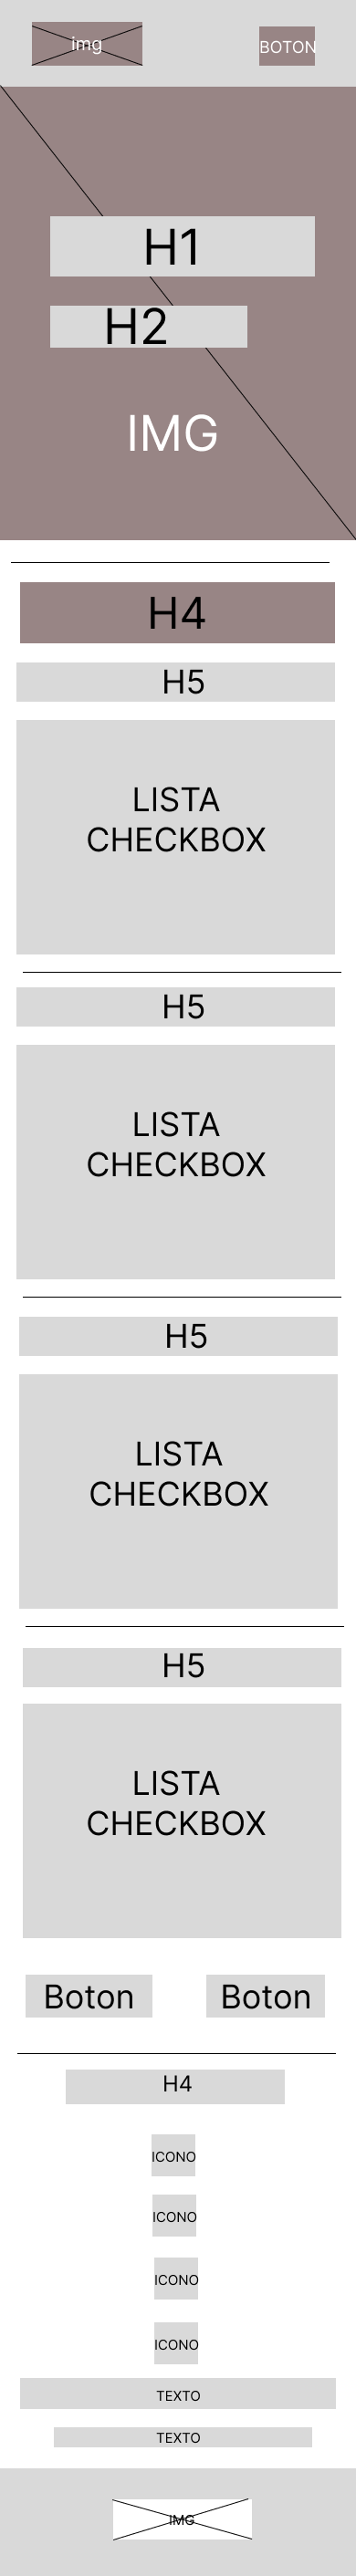 img
BOTON
H1
H2
IMG
H4
H5
LISTA
CHECKBOX
H5
LISTA
CHECKBOX
H5
LISTA
CHECKBOX
H5
LISTA
CHECKBOX
Boton
Boton
H4
ICONO
ICONO
ICONO
ICONO
TEXTO
TEXTO
IMG